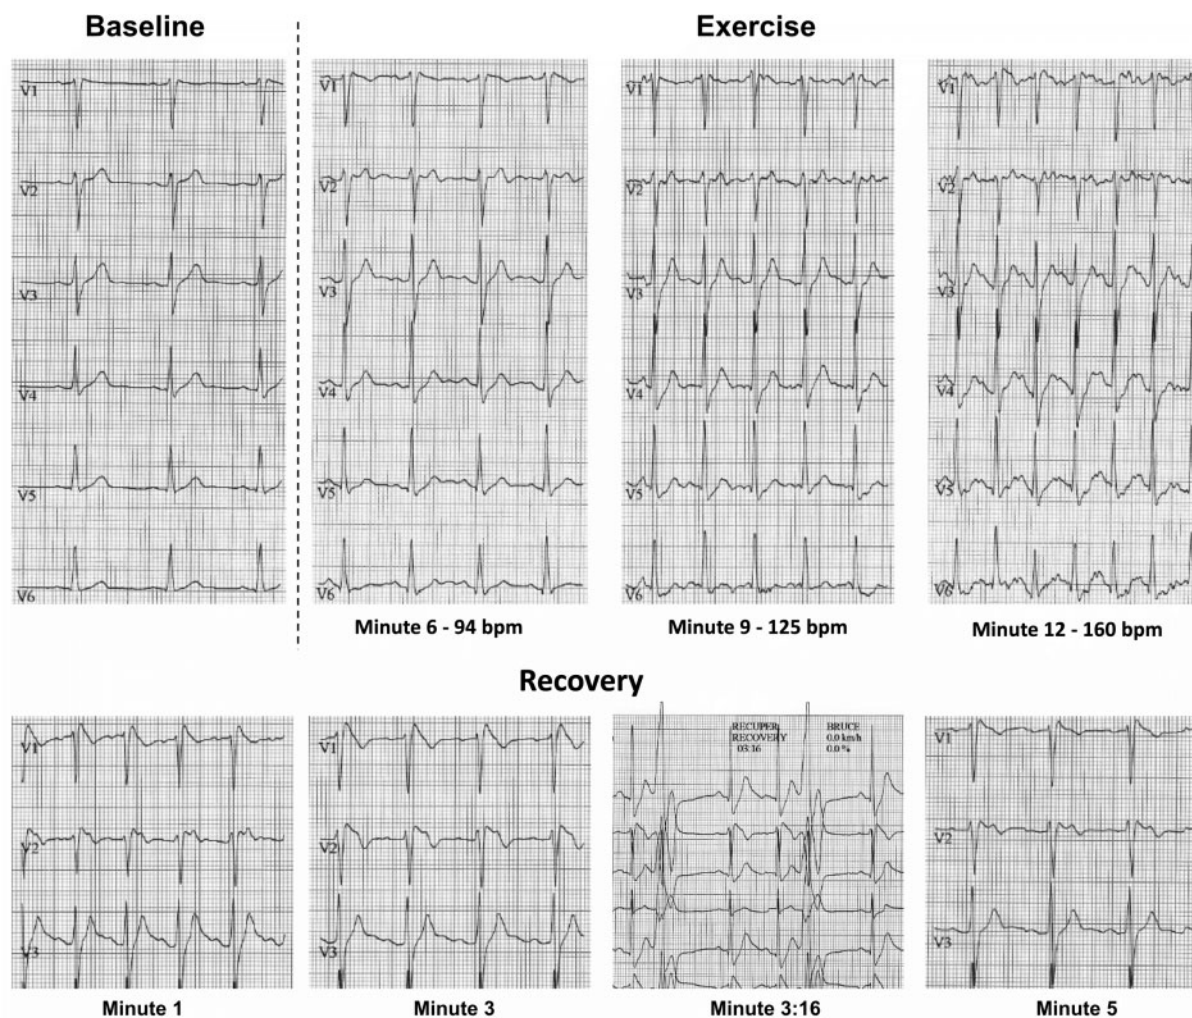 Baseline
Exercise
V1
V2
V3
V4
V5
V6
V1
V2
V3
V4
V5
V6
Minute 6 - 94 bpm
V1
V2
V3
V4
V5
V6
Minute 9 - 125 bpm
V1
V2
V3
V4
V5
V6
Minute 12 - 160 bpm
Recovery
V1
V2
V3
Minute 1
V1
V2
V3
Minute 3
RECUPER
RECOVERY
03:16
BRUCE
0.0 km/h
0.0 %
Minute 3:16
V1
V2
V3
Minute 5